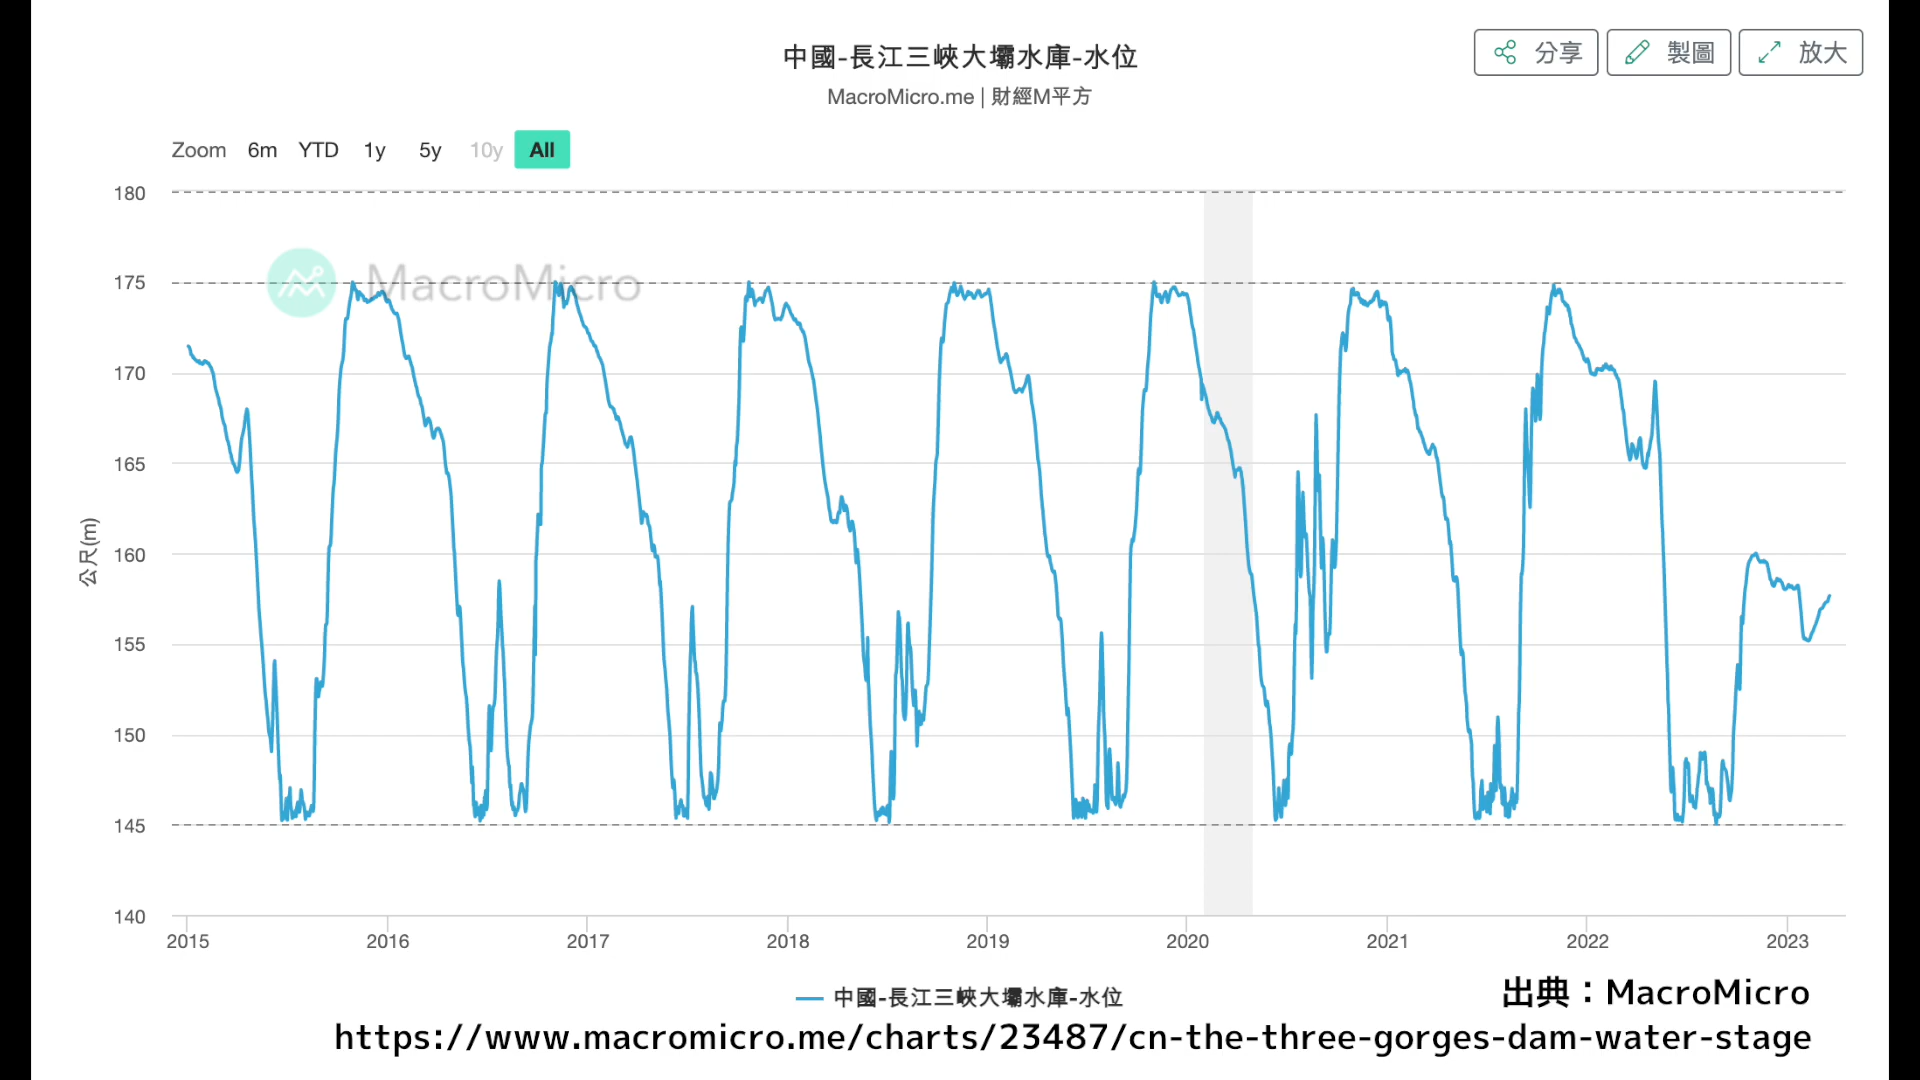 中國-長江三峽大壩水庫-水位
MacroMicro.me | 財經M平方
分享
製圖
放大
Zoom 6m YTD 1y 5y 10y All
MacroMicro
180
175
170
165
160
155
150
145
140
公尺(m)
2015 2016 2017 2018 2019 2020 2021 2022 2023
中國-長江三峽大壩水庫-水位
出典：MacroMicro
https://www.macromicro.me/charts/23487/cn-the-three-gorges-dam-water-stage